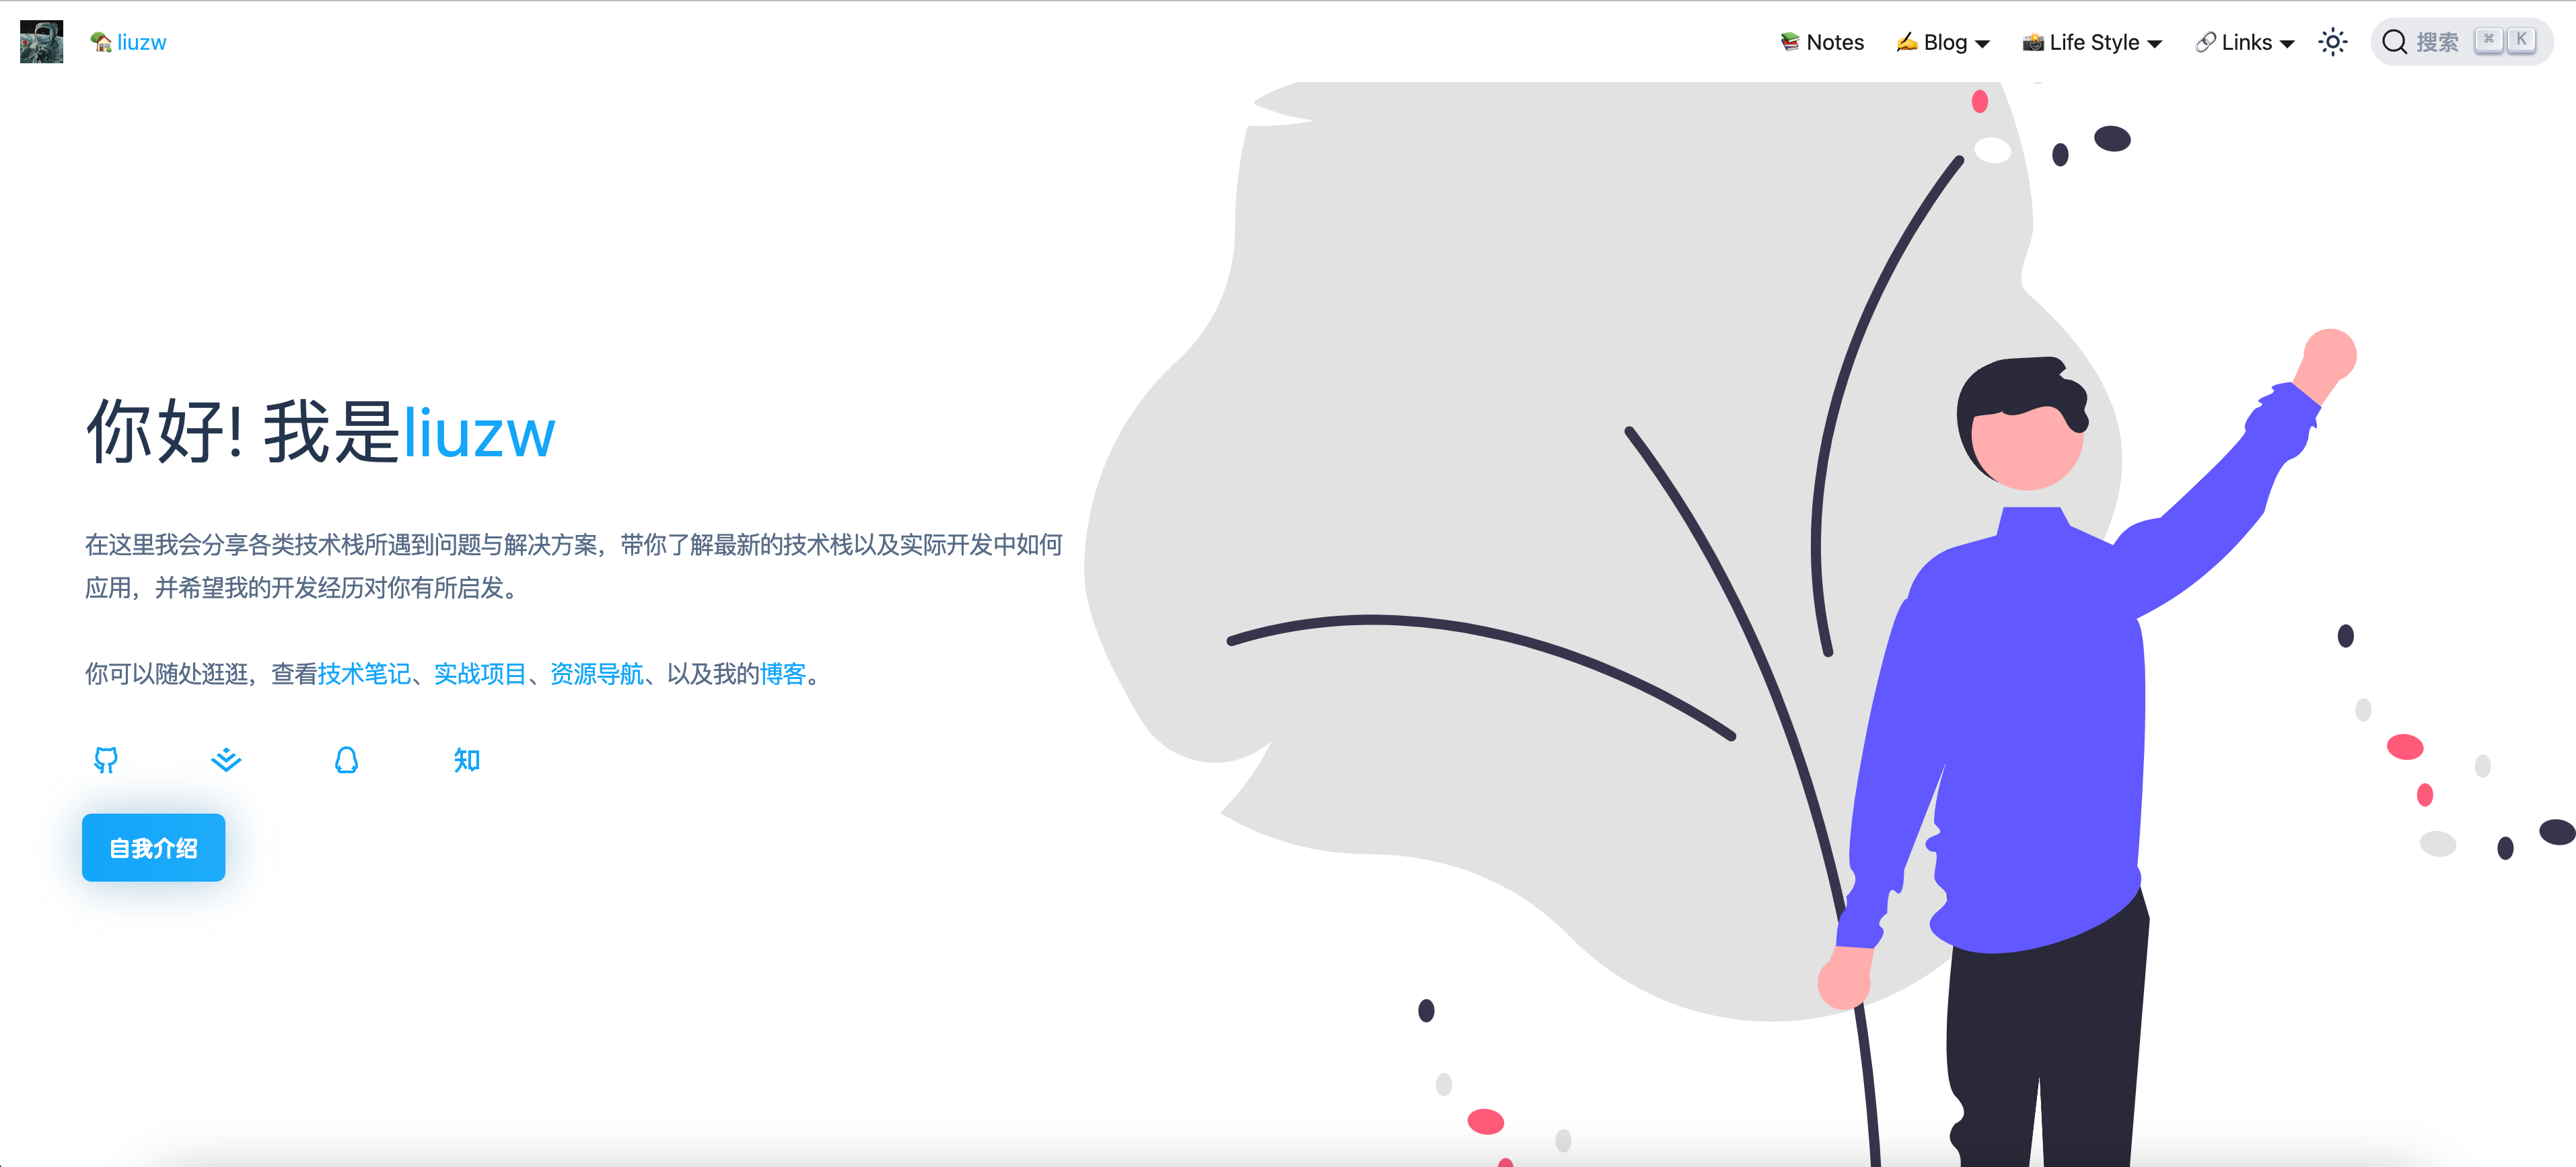 liuzw
Notes
Blog
Life Style
Links
搜索
⌘ K
你好! 我是liuzw
在这里我会分享各类技术栈所遇到问题与解决方案，带你了解最新的技术栈以及实际开发中如何
应用，并希望我的开发经历对你有所启发。
你可以随处逛逛，查看技术笔记、实战项目、资源导航、以及我的博客。
知
自我介绍